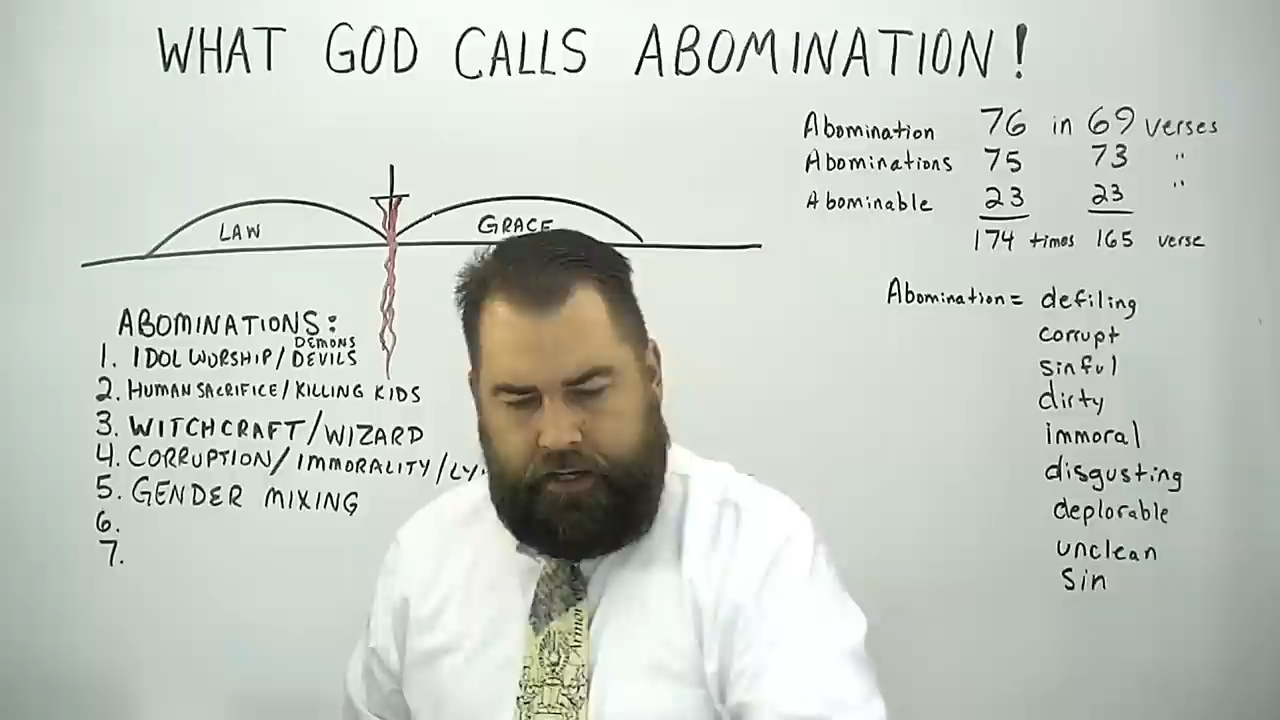 WHAT GOD CALLS ABOMINATION!
Abomination 76 in 69 verses
Abominations 75 73 "
Abominable 23 23 "
174 times 165 verse
LAW
GRACE
Abomination = defiling
corrupt
sinful
dirty
immoral
disgusting
deplorable
unclean
Sin
ABOMINATIONS:
DEMONS
1. IDOL WORSHIP/DEVILS
2. HUMAN SACRIFICE/KILLING KIDS
3. WITCHCRAFT/WIZARD
4. CORRUPTION/IMMORALITY/
5. GENDER MIXING
6.
7.
Armor